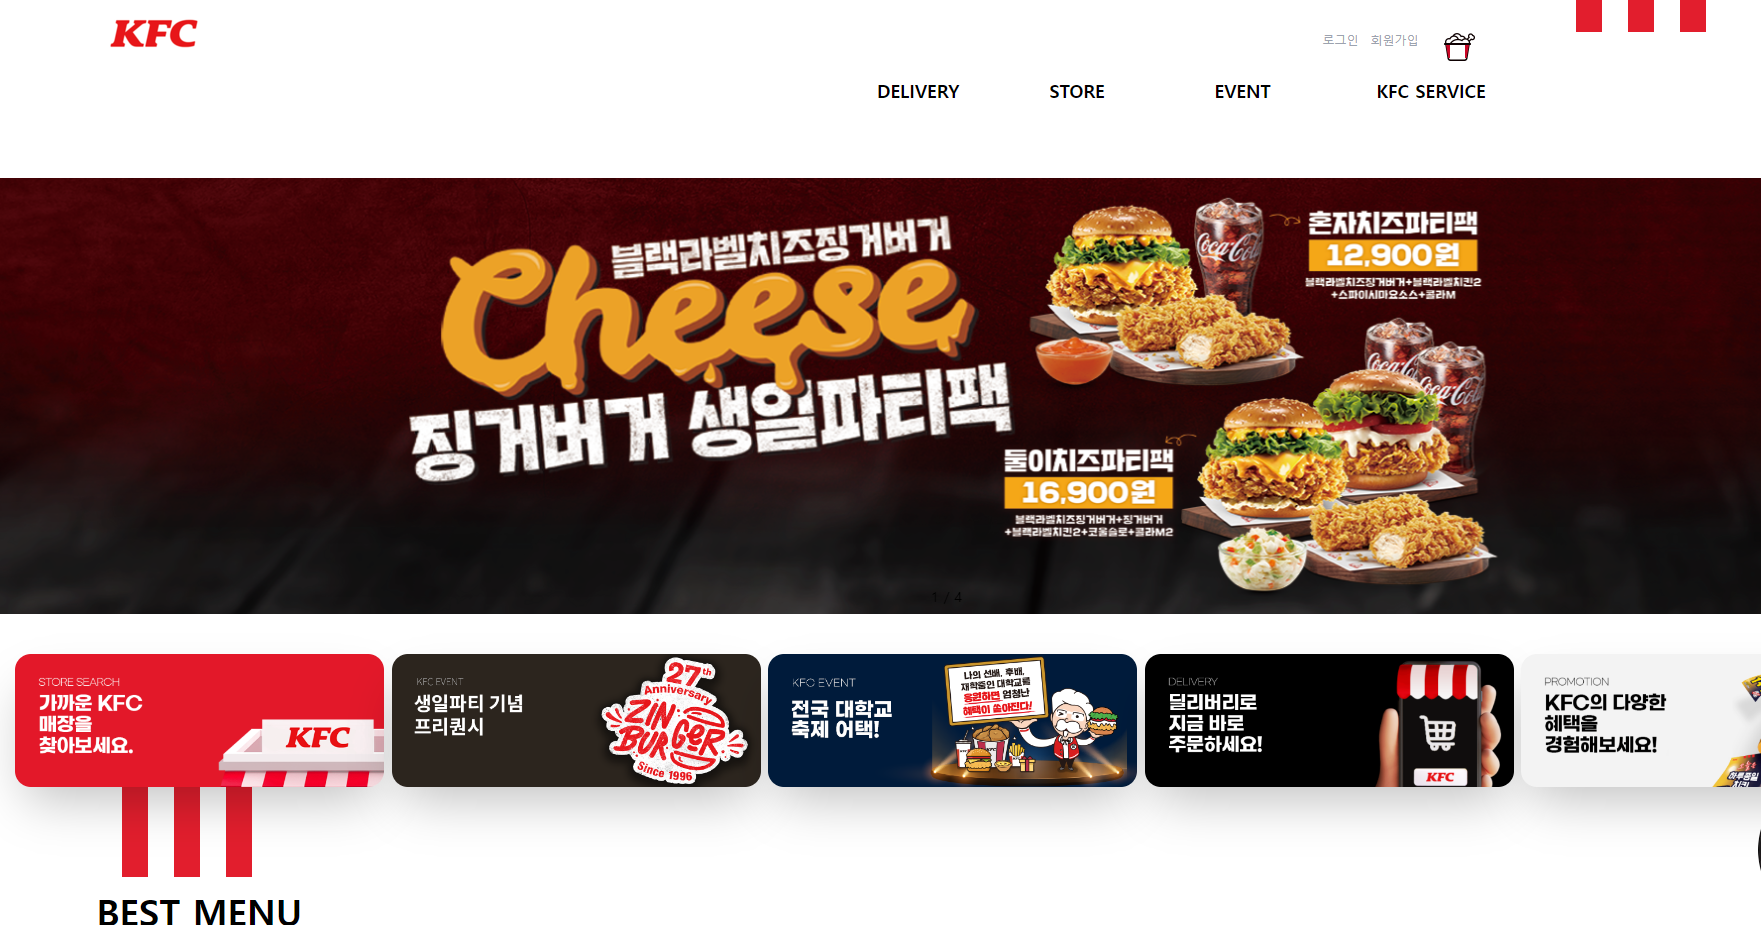 KFC
로그인 회원가입
DELIVERY STORE EVENT KFC SERVICE
블랙라벨치즈징거버거
Cheese
징거버거 생일파티팩
혼자치즈파티팩
12,900원
블랙라벨치즈징거버거+블랙라벨치킨2
+스파이시마요소스+콜라M
Coca-Cola
둘이치즈파티팩
16,900원
블랙라벨치즈징거버거+징거버거
+블랙라벨치킨2+코울슬로+콜라M2
1 / 4
STORE SEARCH
가까운 KFC
매장을
찾아보세요.
KFC
KFC EVENT
생일파티 기념
프리퀀시
27th
Anniversary
ZIN
BURGER
Since 1996
KFC EVENT
전국 대학교
축제 어택!
나의 선배, 후배,
재학중인 대학교를
응원하면 엄청난
혜택이 쏟아진다!
DELIVERY
딜리버리로
지금 바로
주문하세요!
KFC
PROMOTION
KFC의 다양한
혜택을
경험해보세요!
하루종일
치킨
BEST MENU